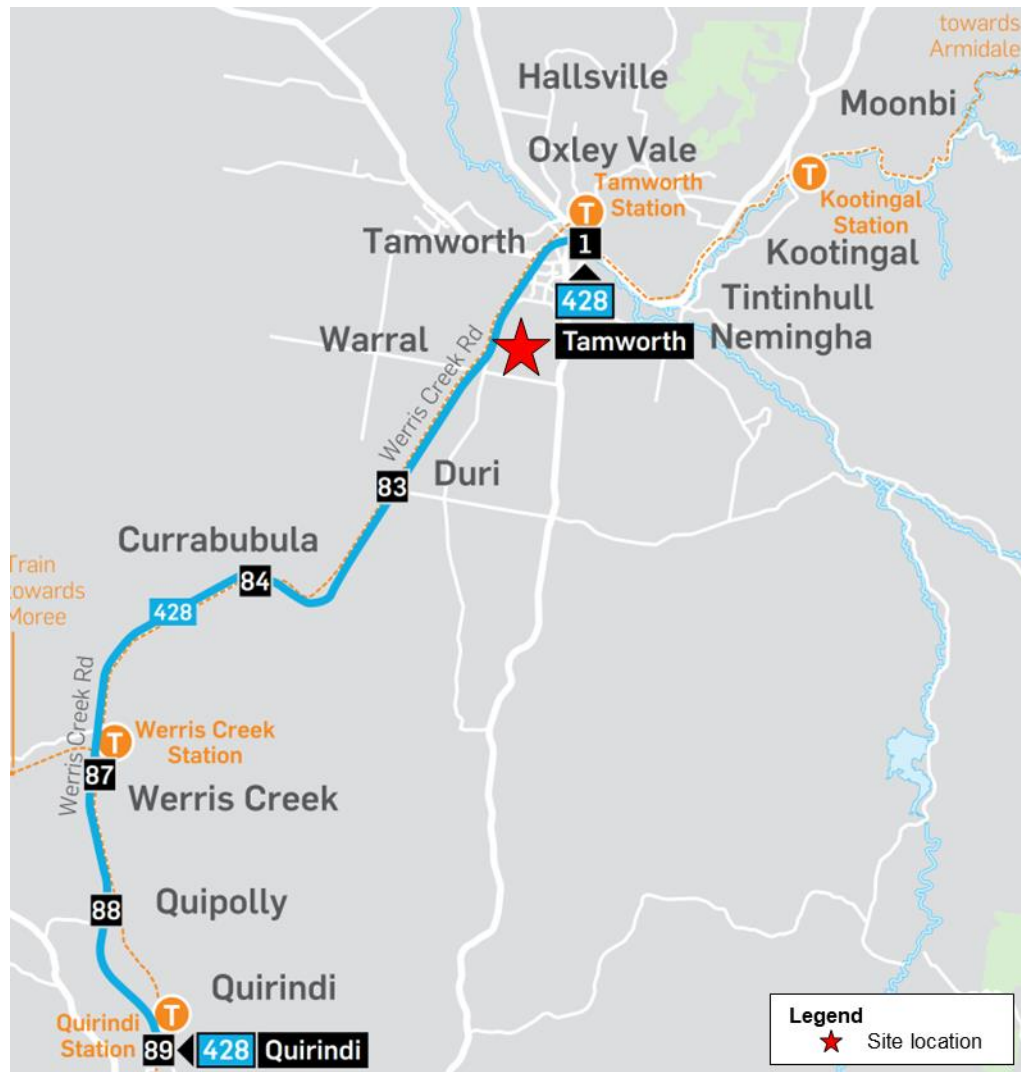 towards
Armidale
Hallsville
Moonbi
Oxley Vale
Tamworth
Station
T
T
Kootingal
Station
Tamworth
1
Kootingal
428
Tintinhull
Warral
Tamworth
Nemingha
Werris Creek Rd
83
Duri
Currabubula
Train
towards
Moree
84
428
Werris Creek Rd
T
Werris Creek
Station
87
Werris Creek
88
Quipolly
Quirindi
T
Quirindi
Station
89
428
Quirindi
Legend
Site location